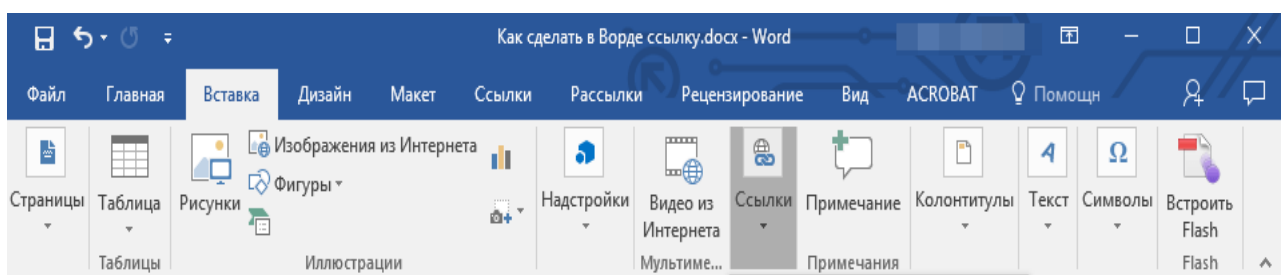 Как сделать в Ворде ссылку.docx - Word
Файл Главная Вставка Дизайн Макет Ссылки Рассылки Рецензирование Вид ACROBAT Помощн
Страницы
Таблица
Таблицы
Рисунки
Изображения из Интернета
Фигуры
Иллюстрации
Надстройки
Видео из
Интернета
Мультиме...
Ссылки
Примечание
Примечания
Колонтитулы
Текст
Символы
Встроить
Flash
Flash